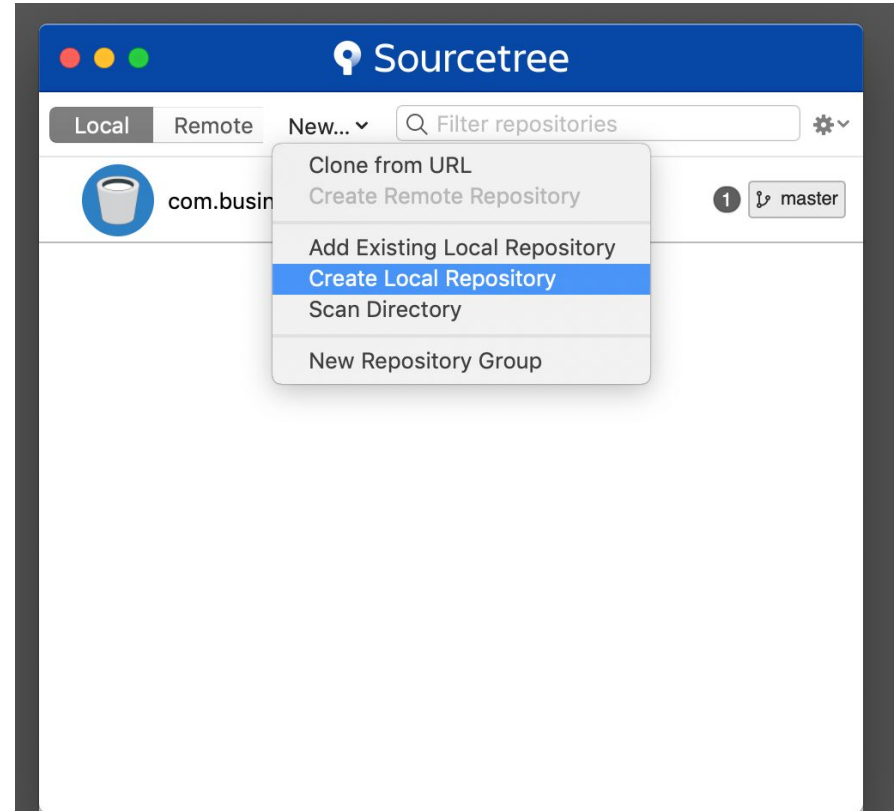 Sourcetree
Local Remote New... Filter repositories
Clone from URL
com.busin Create Remote Repository 1 master
Add Existing Local Repository
Create Local Repository
Scan Directory
New Repository Group